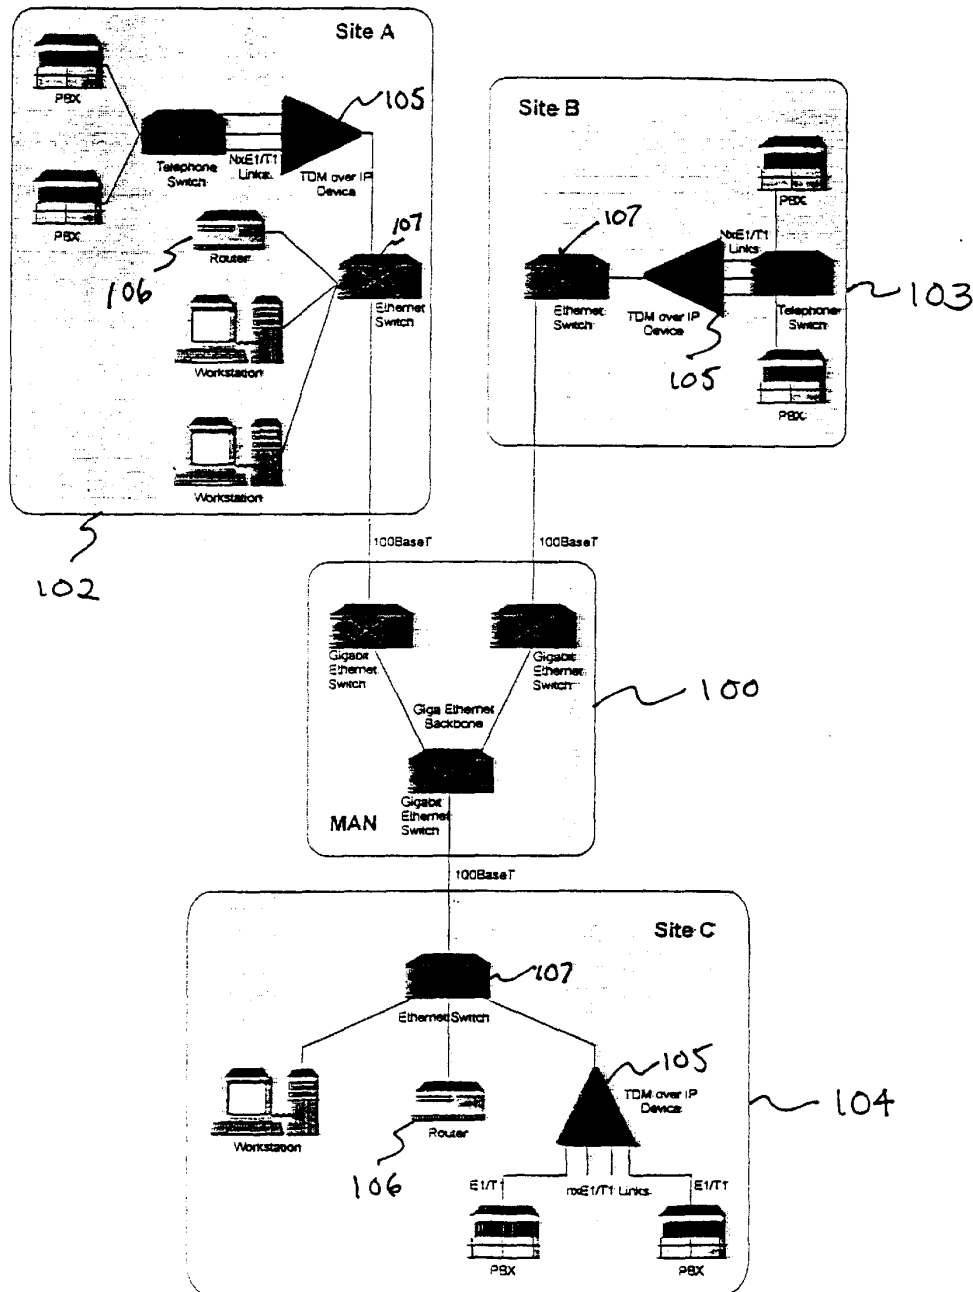 Site A
PBX
105
Telephone
Switch
NxE1/T1
Links
TDM over IP
Device
PBX
107
Router
106
Ethernet
Switch
Workstation
Workstation
102
100BaseT
Site B
PBX
107
NxE1/T1
Links
103
Ethernet
Switch
TDM over IP
Device
Telephone
Switch
105
PBX
100BaseT
Gigabit
Ethernet
Switch
Gigabit
Ethernet
Switch
100
Giga Ethernet
Backbone
Gigabit
Ethernet
Switch
MAN
100BaseT
Site C
107
Ethernet Switch
105
TDM over IP
Device
104
Workstation
Router
106
E1/T1
nxE1/T1 Links
E1/T1
PBX
PBX